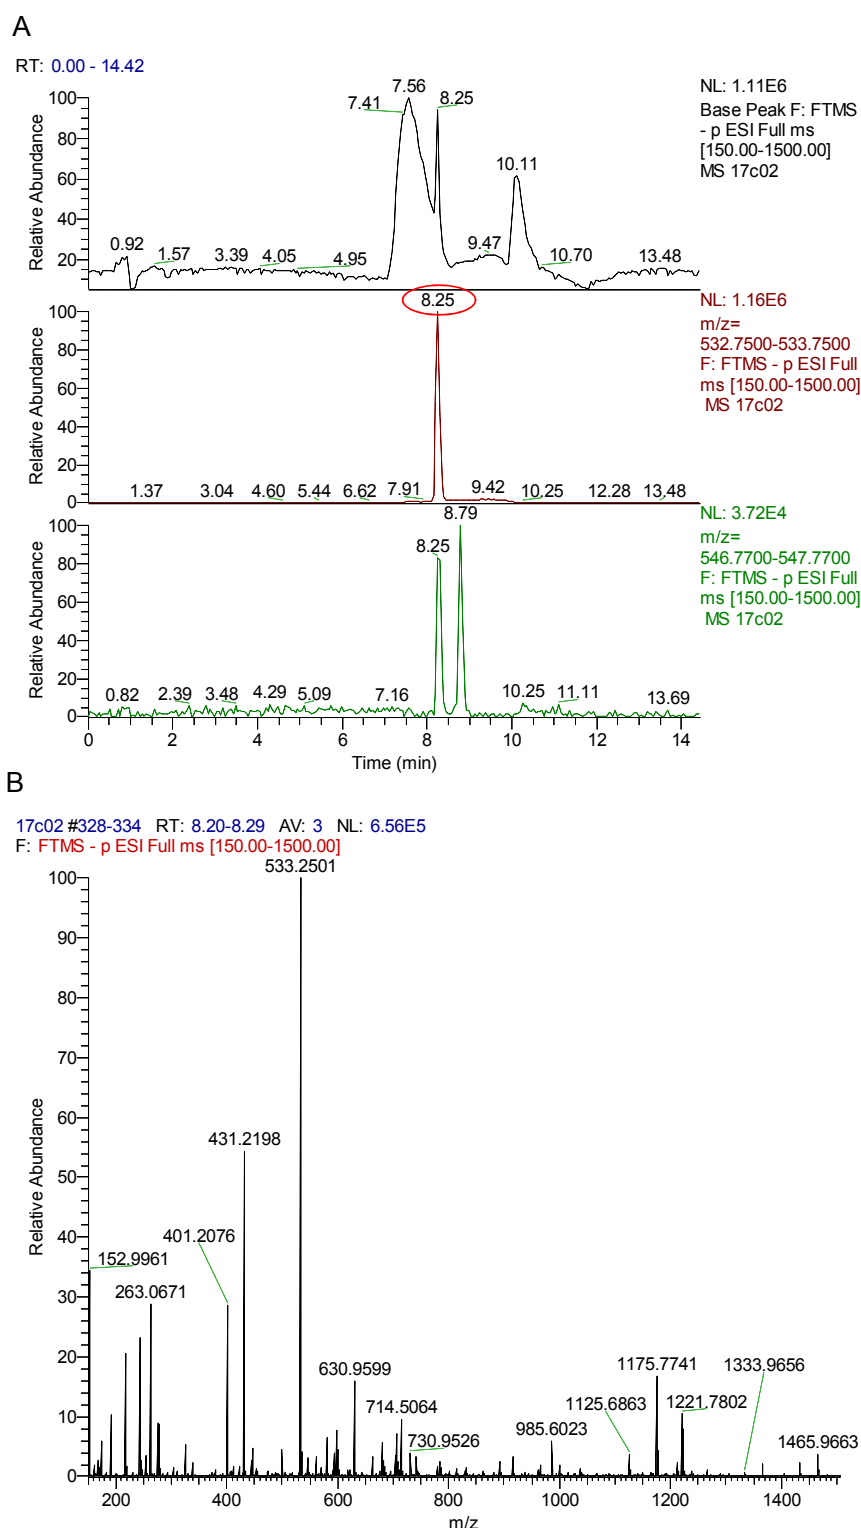 A
RT: 0.00 - 14.42
NL: 1.11E6
Base Peak F: FTMS
- p ESI Full ms
[150.00-1500.00]
MS 17c02
Relative Abundance
100
80
60
40
20
7.41
7.56
8.25
10.11
0.92
1.57
3.39
4.05
4.95
9.47
10.70
13.48
NL: 1.16E6
m/z=
532.7500-533.7500
F: FTMS - p ESI Full
ms [150.00-1500.00]
MS 17c02
Relative Abundance
100
80
60
40
20
0
8.25
1.37
3.04
4.60
5.44
6.62
7.91
9.42
10.25
12.28
13.48
NL: 3.72E4
m/z=
546.7700-547.7700
F: FTMS - p ESI Full
ms [150.00-1500.00]
MS 17c02
Relative Abundance
100
80
60
40
20
0
8.79
8.25
0.82
2.39
3.48
4.29
5.09
7.16
10.25
11.11
13.69
0 2 4 6 8 10 12 14
Time (min)
B
17c02 #328-334 RT: 8.20-8.29 AV: 3 NL: 6.56E5
F: FTMS - p ESI Full ms [150.00-1500.00]
Relative Abundance
100
90
80
70
60
50
40
30
20
10
0
533.2501
431.2198
401.2076
152.9961
263.0671
630.9599
714.5064
730.9526
985.6023
1125.6863
1175.7741
1221.7802
1333.9656
1465.9663
200 400 600 800 1000 1200 1400
m/z